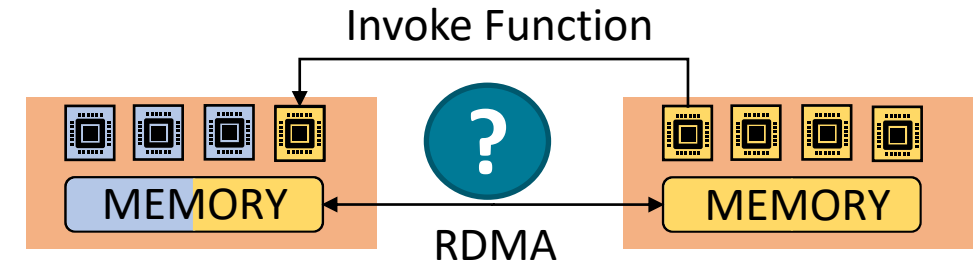 Invoke Function
?
MEMORY
MEMORY
RDMA